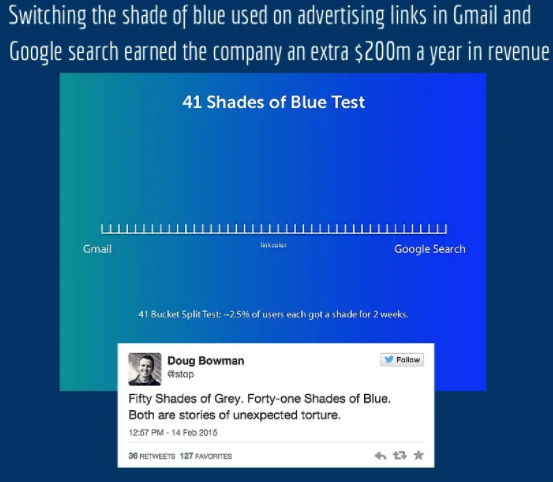 Switching the shade of blue used on advertising links in Gmail and
Google search earned the company an extra $200m a year in revenue
41 Shades of Blue Test
Gmail
link color
Google Search
41 Bucket Split Test: ~2.5% of users each got a shade for 2 weeks.
Doug Bowman
@stop
Follow
Fifty Shades of Grey. Forty-one Shades of Blue.
Both are stories of unexpected torture.
12:57 PM - 14 Feb 2015
36 RETWEETS 127 FAVORITES